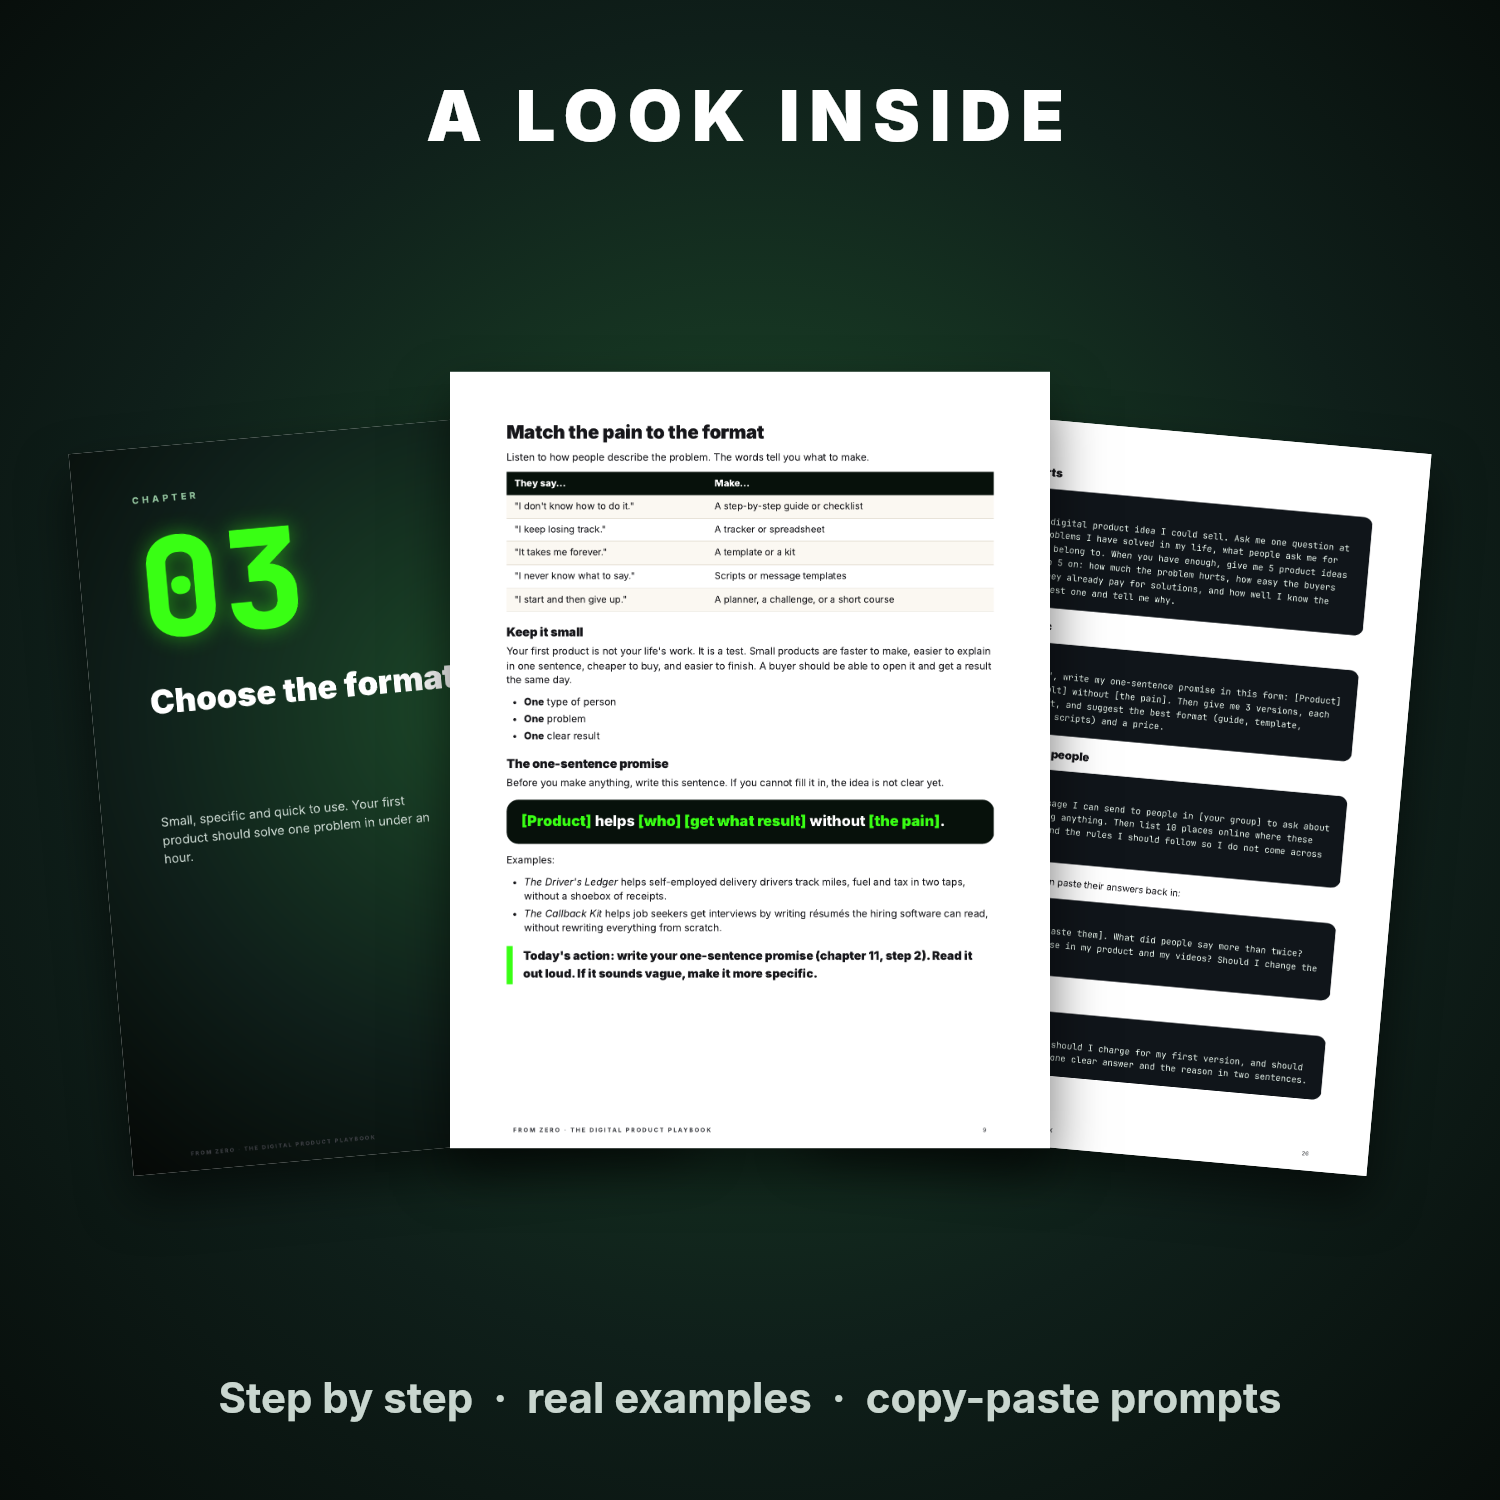 A LOOK INSIDE
CHAPTER
03
Choose the format
Small, specific and quick to use. Your first
product should solve one problem in under an
hour.
FROM ZERO · THE DIGITAL PRODUCT PLAYBOOK
Match the pain to the format
Listen to how people describe the problem. The words tell you what to make.
They say... Make...
"I don't know how to do it." A step-by-step guide or checklist
"I keep losing track." A tracker or spreadsheet
"It takes me forever." A template or a kit
"I never know what to say." Scripts or message templates
"I start and then give up." A planner, a challenge, or a short course
Keep it small
Your first product is not your life's work. It is a test. Small products are faster to make, easier to explain
in one sentence, cheaper to buy, and easier to finish. A buyer should be able to open it and get a result
the same day.
• One type of person
• One problem
• One clear result
The one-sentence promise
Before you make anything, write this sentence. If you cannot fill it in, the idea is not clear yet.
[Product] helps [who] [get what result] without [the pain].
Examples:
• The Driver's Ledger helps self-employed delivery drivers track miles, fuel and tax in two taps,
without a shoebox of receipts.
• The Callback Kit helps job seekers get interviews by writing résumés the hiring software can read,
without rewriting everything from scratch.
Today's action: write your one-sentence promise (chapter 11, step 2). Read it
out loud. If it sounds vague, make it more specific.
FROM ZERO · THE DIGITAL PRODUCT PLAYBOOK 9
digital product idea I could sell. Ask me one question at
I have solved in my life, what people ask me for
belong to. When you have enough, give me 5 product ideas
5 on: how much the problem hurts, how easy the buyers
already pay for solutions, and how well I know the
one and tell me why.
write my one-sentence promise in this form: [Product]
without [the pain]. Then give me 3 versions, each
and suggest the best format (guide, template,
scripts) and a price.
people
I can send to people in [your group] to ask about
anything. Then list 10 places online where these
the rules I should follow so I do not come across
paste their answers back in:
them]. What did people say more than twice?
in my product and my videos? Should I change the
should I charge for my first version, and should
one clear answer and the reason in two sentences.
26
Step by step · real examples · copy-paste prompts